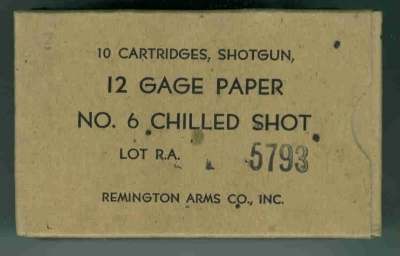 10 CARTRIDGES, SHOTGUN,
12 GAGE PAPER
NO. 6 CHILLED SHOT
LOT R.A. 5793
REMINGTON ARMS CO., INC.